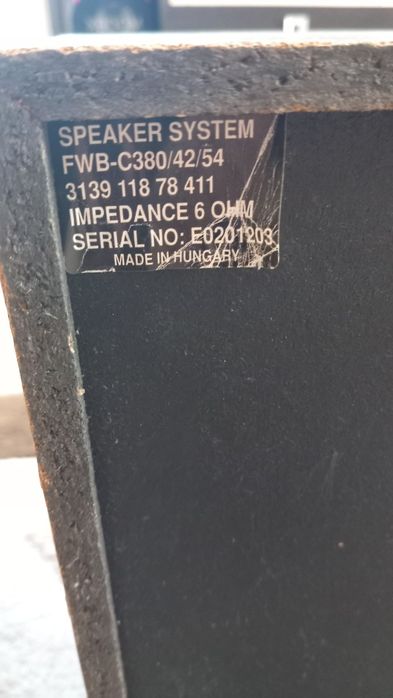 SPEAKER SYSTEM
FWB-C380/42/54
3139 118 78 411
IMPEDANCE 6 OHM
SERIAL NO: E0201203
MADE IN HUNGARY